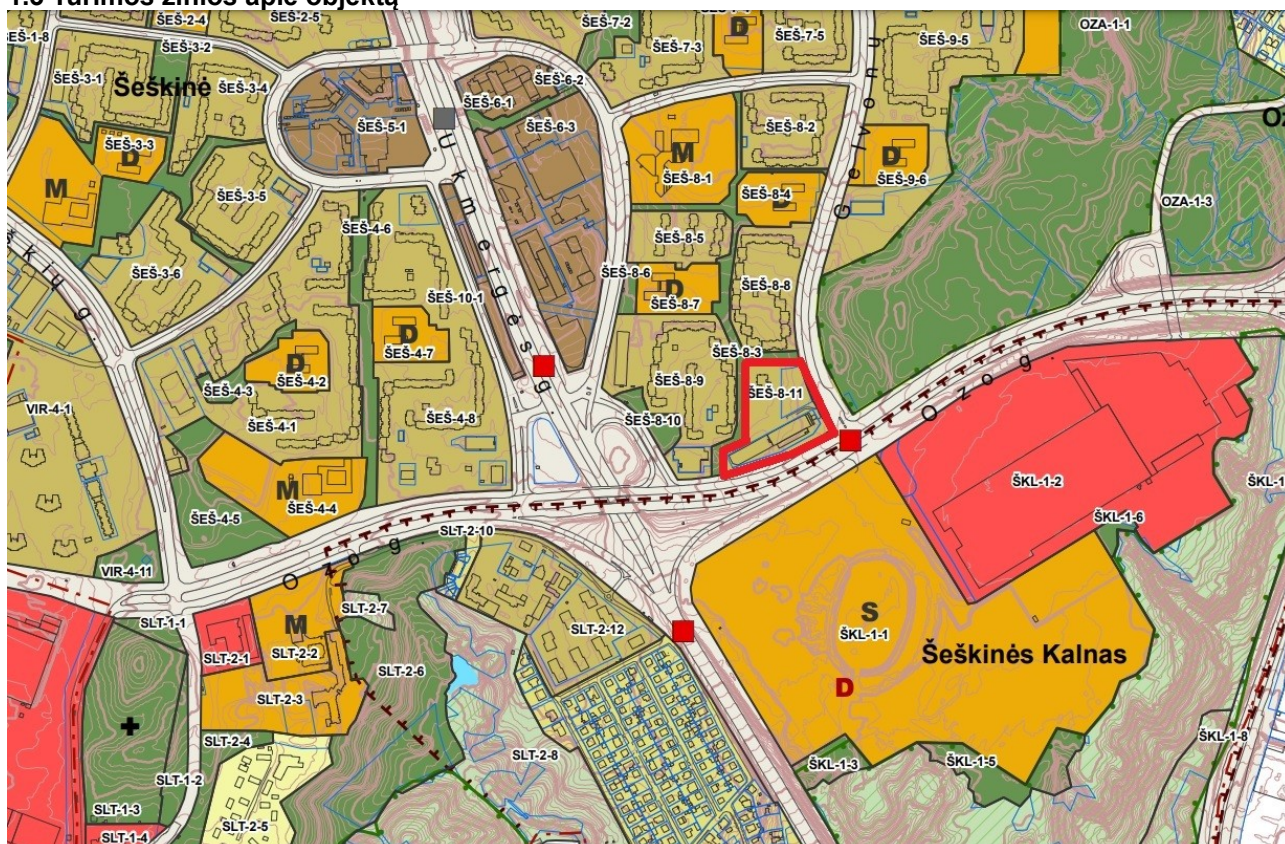 1.3 Turimos žinios apie objektą
ŠEŠ-1-8
ŠEŠ-2-4
ŠEŠ-3-2
ŠEŠ-2-5
ŠEŠ-7-2
D
ŠEŠ-7-3
ŠEŠ-7-5
ŠEŠ-9-5
OZA-1-1
ŠEŠ-3-1
Šeškinė
ŠEŠ-3-4
ŠEŠ-5-1
ŠEŠ-6-1
ŠEŠ-6-2
ŠEŠ-6-3
ŠEŠ-8-2
Gelvonų
ŠEŠ-3-3
D
M
ŠEŠ-3-5
M
ŠEŠ-8-1
D
ŠEŠ-9-6
ŠEŠ-8-4
D
OZA-1-3
Ukmergės g.
ŠEŠ-3-6
ŠEŠ-4-6
ŠEŠ-8-5
ŠEŠ-8-6
ŠEŠ-8-8
D
ŠEŠ-8-7
ŠEŠ-10-1
D
ŠEŠ-4-7
ŠEŠ-8-3
D
ŠEŠ-4-2
ŠEŠ-4-3
ŠEŠ-8-9
ŠEŠ-8-11
VIR-4-1
ŠEŠ-4-1
ŠEŠ-4-8
ŠEŠ-8-10
Ozo g.
M
ŠEŠ-4-4
ŠEŠ-4-5
ŠKL-1-2
ŠKL-1-6
SLT-2-10
Ozo g.
VIR-4-11
SLT-1-1
SLT-2-7
M
SLT-2-1
SLT-2-2
SLT-2-12
S
ŠKL-1-1
Šeškinės Kalnas
SLT-2-6
SLT-2-3
D
SLT-2-4
SLT-2-8
SLT-1-2
ŠKL-1-3
ŠKL-1-5
ŠKL-1-8
SLT-1-3
SLT-2-5
SLT-1-4